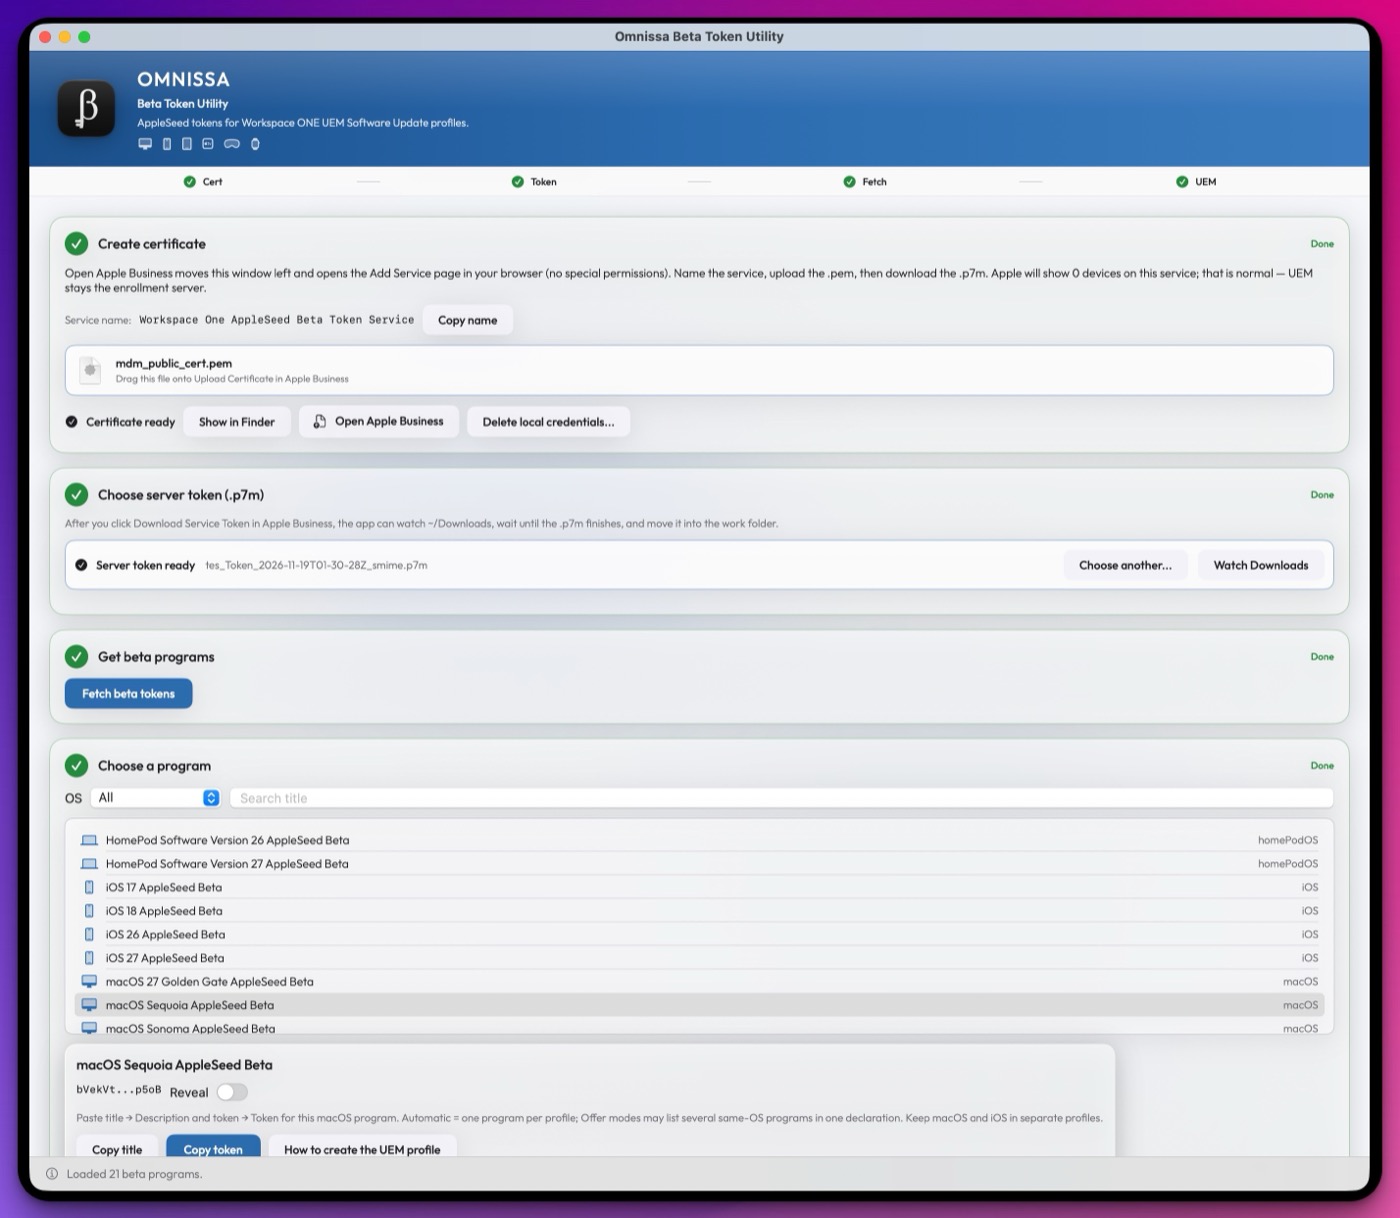 Omnissa Beta Token Utility
OMNISSA
Beta Token Utility
AppleSeed tokens for Workspace ONE UEM Software Update profiles.
Cert
Token
Fetch
UEM
Create certificate
Done
Open Apple Business moves this window left and opens the Add Service page in your browser (no special permissions). Name the service, upload the .pem, then download the .p7m. Apple will show 0 devices on this service; that is normal — UEM
stays the enrollment server.
Service name: Workspace One AppleSeed Beta Token Service
Copy name
mdm_public_cert.pem
Drag this file onto Upload Certificate in Apple Business
Certificate ready
Show in Finder
Open Apple Business
Delete local credentials...
Choose server token (.p7m)
Done
After you click Download Service Token in Apple Business, the app can watch ~/Downloads, wait until the .p7m finishes, and move it into the work folder.
Server token ready
tes_Token_2026-11-19T01-30-28Z_smime.p7m
Choose another...
Watch Downloads
Get beta programs
Done
Fetch beta tokens
Choose a program
Done
OS
All
Search title
HomePod Software Version 26 AppleSeed Beta
homePodOS
HomePod Software Version 27 AppleSeed Beta
homePodOS
iOS 17 AppleSeed Beta
iOS
iOS 18 AppleSeed Beta
iOS
iOS 26 AppleSeed Beta
iOS
iOS 27 AppleSeed Beta
iOS
macOS 27 Golden Gate AppleSeed Beta
macOS
macOS Sequoia AppleSeed Beta
macOS
macOS Sonoma AppleSeed Beta
macOS
macOS Sequoia AppleSeed Beta
bVekVt...p5oB
Reveal
Paste title → Description and token → Token for this macOS program. Automatic = one program per profile; Offer modes may list several same-OS programs in one declaration. Keep macOS and iOS in separate profiles.
Copy title
Copy token
How to create the UEM profile
Loaded 21 beta programs.